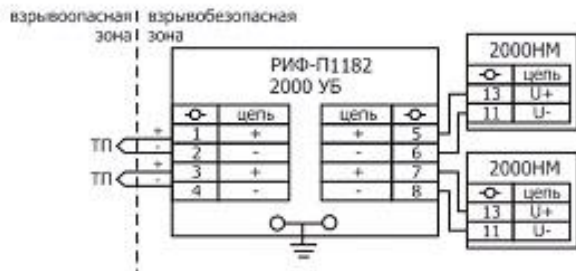 взрывоопасная взрывобезопасная
зона зона
РИФ-П1182
2000 УБ
цепь цепь
1 + + 5
2 - - 6
3 + + 7
4 - - 8
ТП + -
ТП + -
2000НМ
цепь
13 U+
11 U-
2000НМ
цепь
13 U+
11 U-